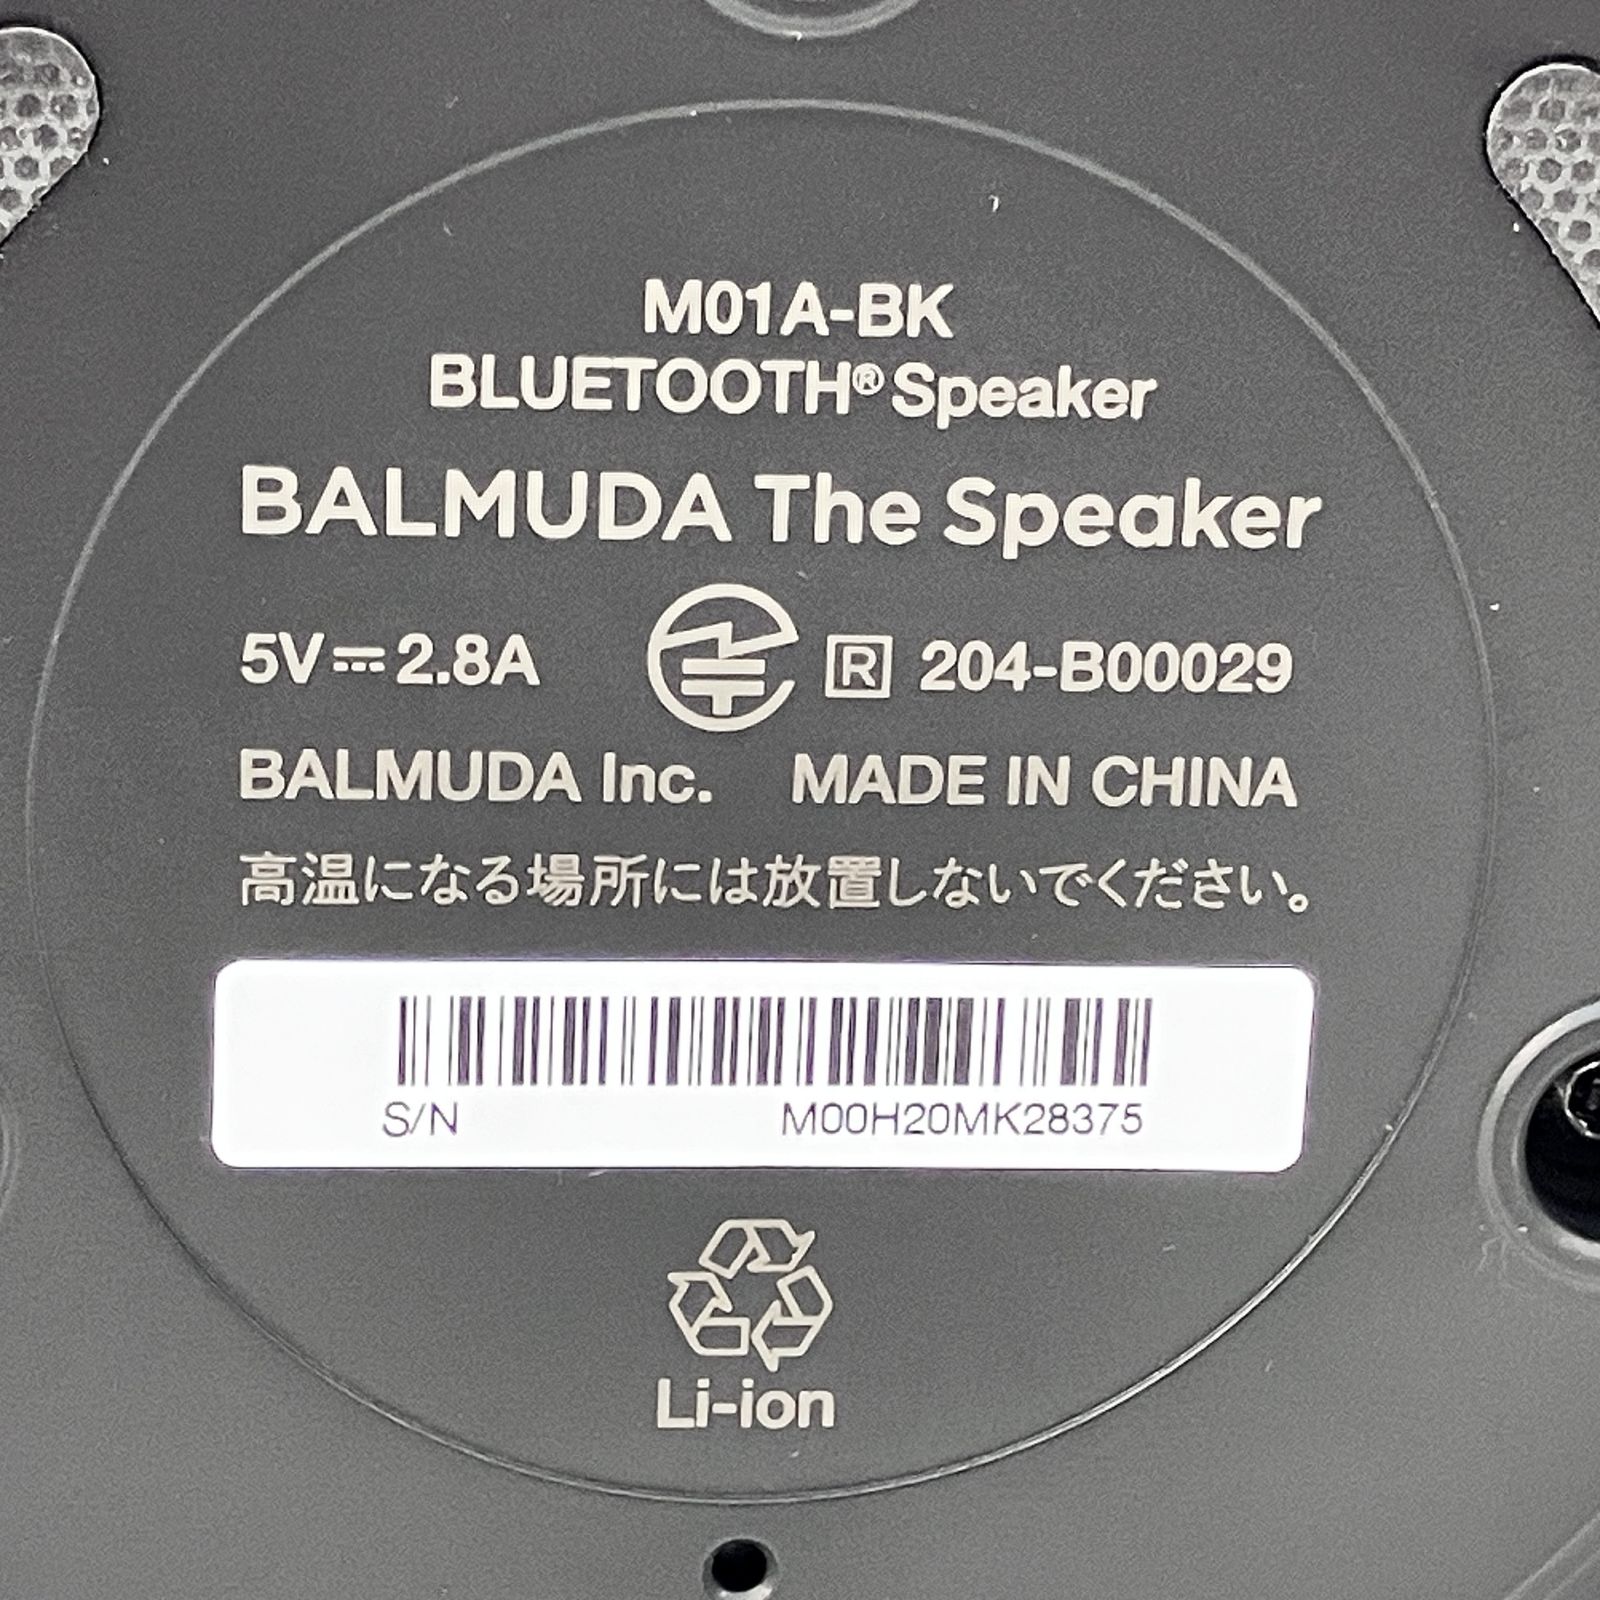 M01A-BK
BLUETOOTH® Speaker
BALMUDA The Speaker
5V⎓2.8A R 204-B00029
BALMUDA Inc. MADE IN CHINA
高温になる場所には放置しないでください。
S/N M00H20MK28375
Li-ion